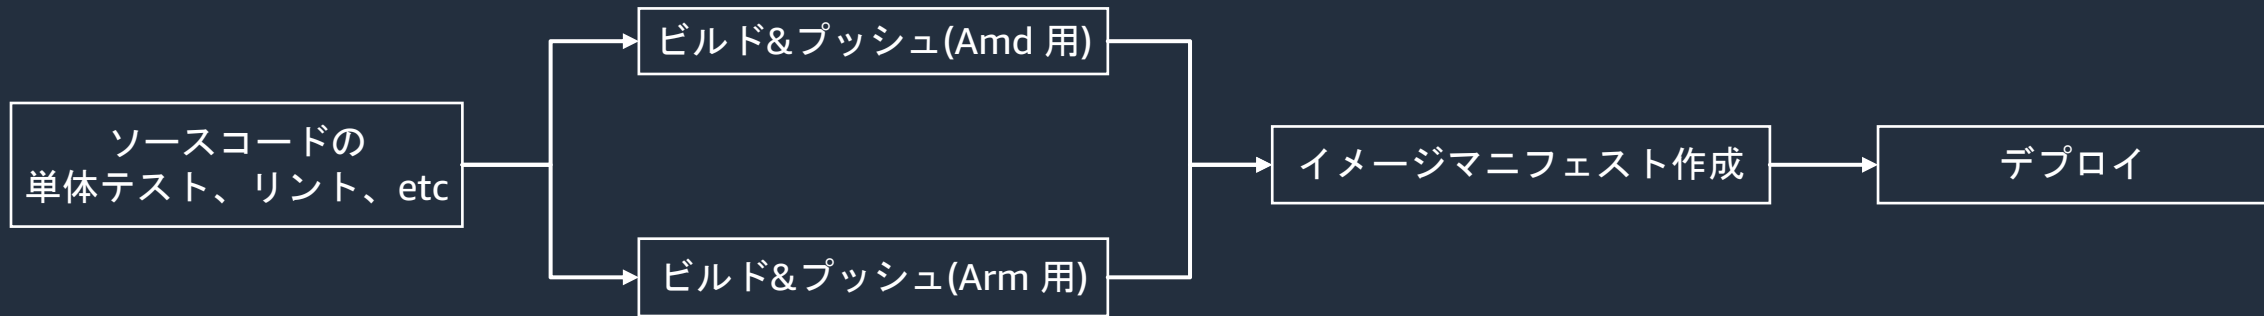 ビルド&プッシュ(Amd 用)
ソースコードの
単体テスト、リント、etc
イメージマニフェスト作成
デプロイ
ビルド&プッシュ(Arm 用)